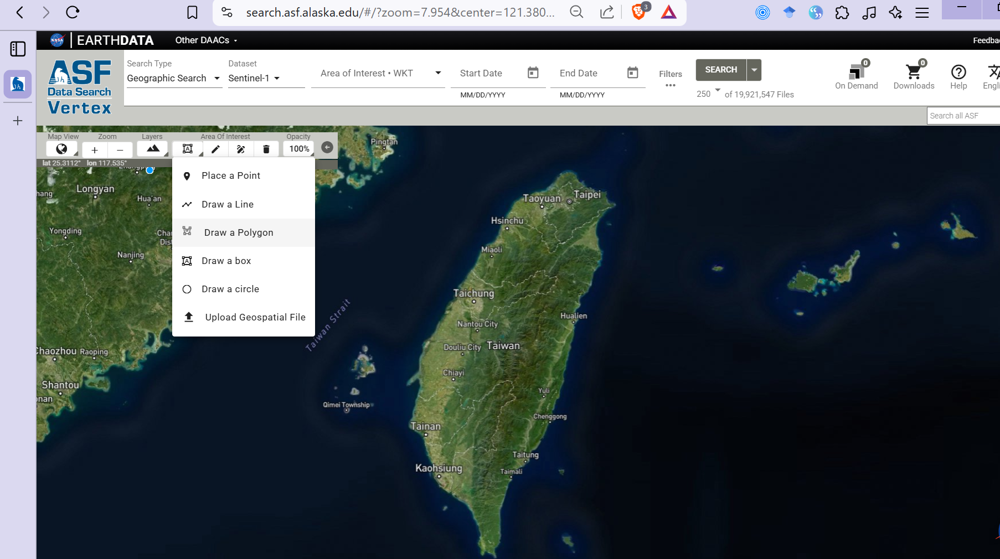 search.asf.alaska.edu/#/?zoom=7.954&center=121.380...
3
NASA EARTHDATA Other DAACs
ASF
Data Search
Vertex
Search Type
Geographic Search
Dataset
Sentinel-1
Area of Interest • WKT
Start Date
MM/DD/YYYY
End Date
MM/DD/YYYY
Filters
SEARCH
250 of 19,921,547 Files
0
On Demand
0
Downloads
Help
Search all ASF
Map View
Zoom
Layers
Area Of Interest
Opacity
+
−
A
100%
lat 25.3112° lon 117.535°
Place a Point
Draw a Line
Draw a Polygon
A Draw a box
Draw a circle
Upload Geospatial File
Pingtan
Longyan
Hua'an
Yongding
Nanjing
Chaozhou
Raoping
Shantou
Taiwan Strait
Taoyuan
Taipei
Hsinchu
Miaoli
Taichung
Hualien
Nantou City
Douliu City
Taiwan
Chiayi
Yuli
Qimei Township
Chenggong
Tainan
Taitung
Kaohsiung
Taimali